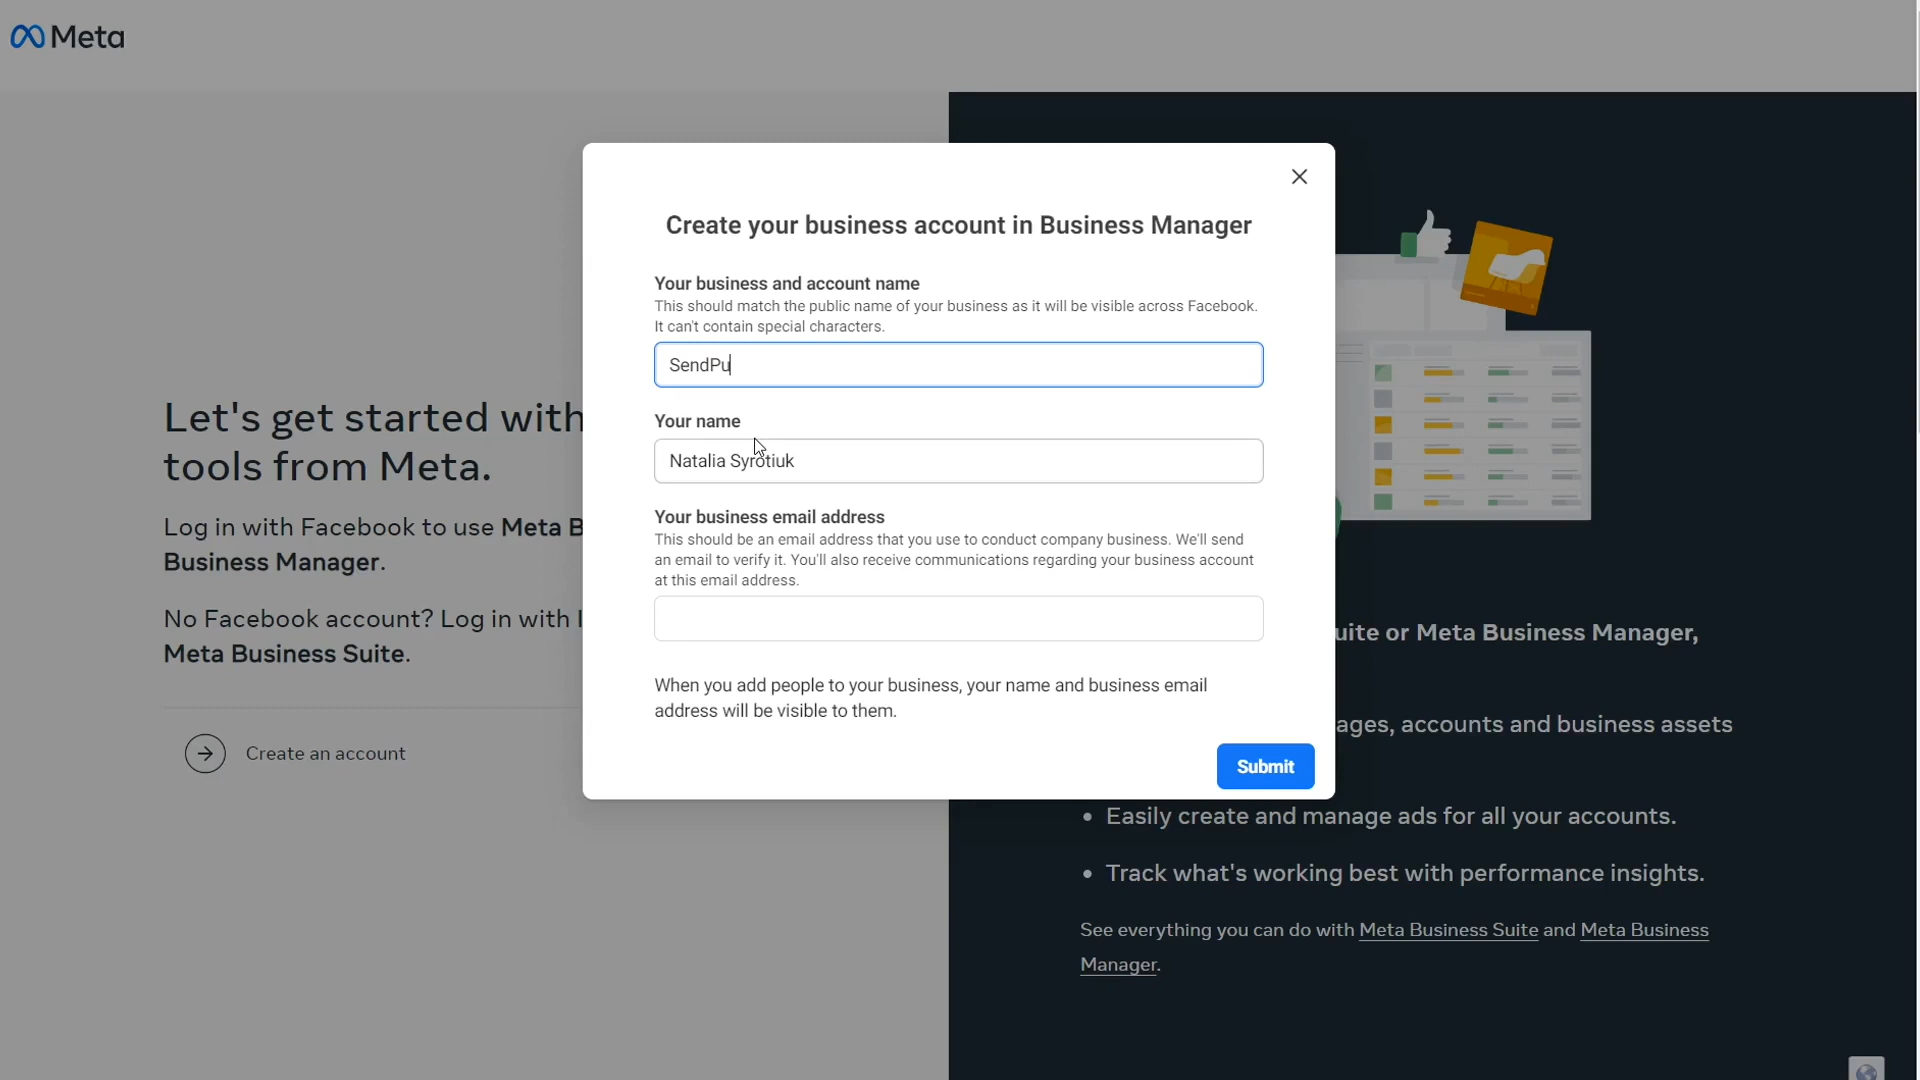 Meta
Create your business account in Business Manager
Your business and account name
This should match the public name of your business as it will be visible across Facebook.
It can't contain special characters.
SendPu
Your name
Natalia Syrotiuk
Your business email address
This should be an email address that you use to conduct company business. We'll send
an email to verify it. You'll also receive communications regarding your business account
at this email address.
When you add people to your business, your name and business email
address will be visible to them.
Submit
Let's get started with
tools from Meta.
Log in with Facebook to use Meta B
Business Manager.
No Facebook account? Log in with I
Meta Business Suite.
Create an account
uite or Meta Business Manager,
ages, accounts and business assets
• Easily create and manage ads for all your accounts.
• Track what's working best with performance insights.
See everything you can do with Meta Business Suite and Meta Business
Manager.